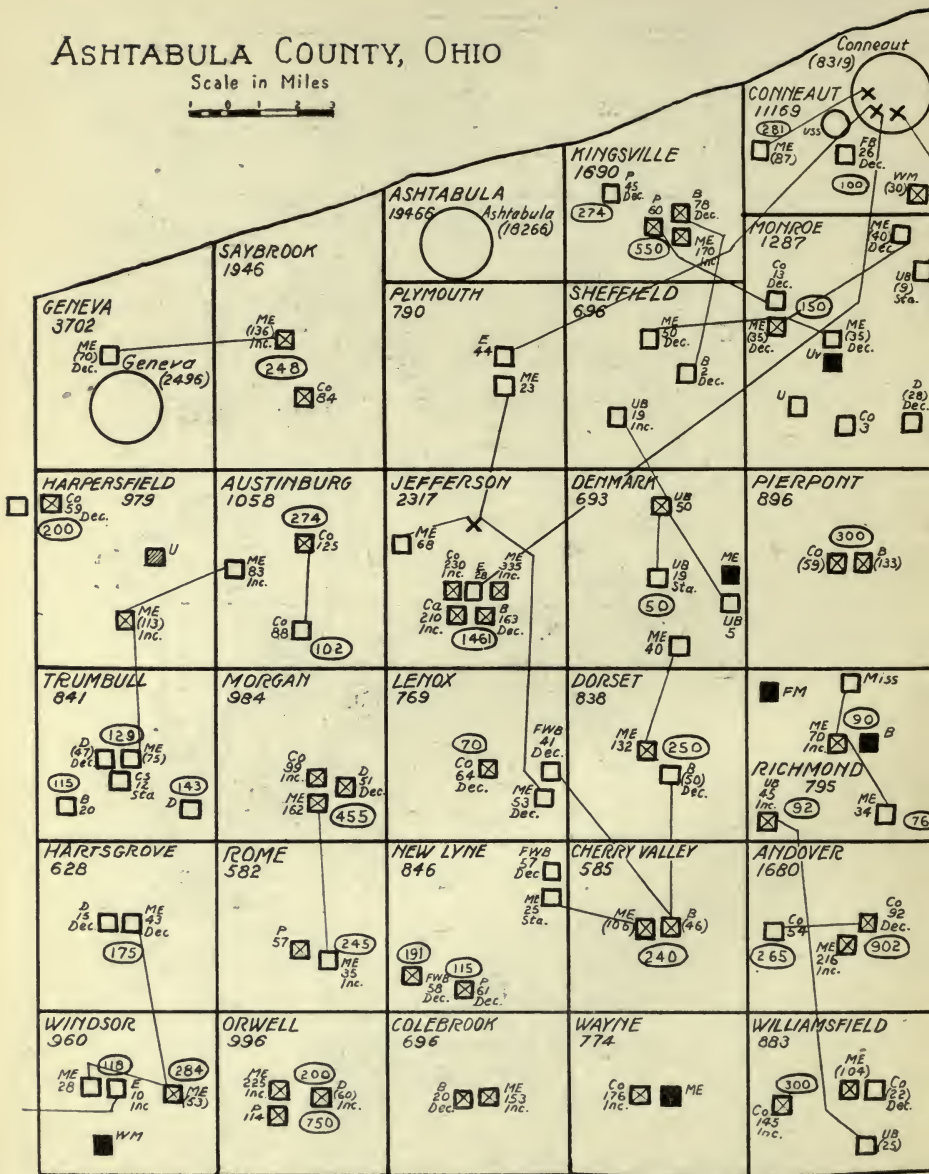 ASHTABULA COUNTY, OHIO
Scale in Miles
1 0 1 2 3
Conneaut
(8319)
CONNEAUT
11169
281
ME
(87)
USS
FB
26
Dec.
100
WM
(30)
KINGSVILLE
1690
P
45
Dec.
274
P
60
550
B
78
Dec.
ME
170
Inc.
ASHTABULA
19466
Ashtabula
(18266)
MONROE
1287
ME
(40)
Dec.
UB
(9)
Sta.
Co
13
Dec.
150
ME
(35)
Dec.
ME
(35)
Dec.
Uv
U
Co
3
D
(28)
Dec.
SAYBROOK
1946
ME
(136)
Inc.
248
Co
84
GENEVA
3702
ME
(70)
Dec.
Geneva
(2496)
PLYMOUTH
790
E
44
ME
23
SHEFFIELD
696
ME
50
Dec.
B
2
Dec.
UB
19
Inc.
HARPERSFIELD
979
Co
59
Dec.
200
U
ME
(113)
Inc.
AUSTINBURG
1058
274
Co
125
ME
83
Inc.
Co
88
102
JEFFERSON
2317
ME
68
Co
230
Inc.
E
28
ME
335
Inc.
Ca
210
Inc.
B
163
Dec.
1461
DENMARK
693
UB
50
UB
19
Sta.
50
ME
UB
5
ME
40
PIERPONT
896
300
Co
(59)
B
(133)
TRUMBULL
841
129
D
(47)
Dec.
ME
(75)
Cs
12
Sta
115
B
20
143
D
MORGAN
984
Co
99
Inc.
D
51
Dec.
ME
162
455
LENOX
769
70
Co
64
Dec.
FWB
41
Dec.
ME
53
Dec.
DORSET
838
ME
132
250
B
(50)
Dec.
FM
Miss
90
ME
70
Inc.
B
RICHMOND
795
UB
45
Inc.
92
ME
34
76
HARTSGROVE
628
D
15
Dec.
ME
43
Dec
175
ROME
582
P
57
245
ME
35
Inc.
NEW LYNE
846
FWB
57
Dec
ME
25
Sta.
191
FWB
58
Dec.
115
P
61
Dec.
CHERRY VALLEY
585
ME
(106)
B
(46)
240
ANDOVER
1680
Co
54
265
Co
92
Dec.
ME
216
Inc.
902
WINDSOR
960
118
284
ME
28
E
10
Inc
ME
(53)
WM
ORWELL
996
ME
225
Inc.
200
D
(60)
Inc.
P
114
750
COLEBROOK
696
B
20
Dec.
ME
153
Inc.
WAYNE
774
Co
176
Inc.
ME
WILLIAMSFIELD
883
300
Co
145
Inc.
ME
(104)
Co
(22)
Dec.
UB
(25)